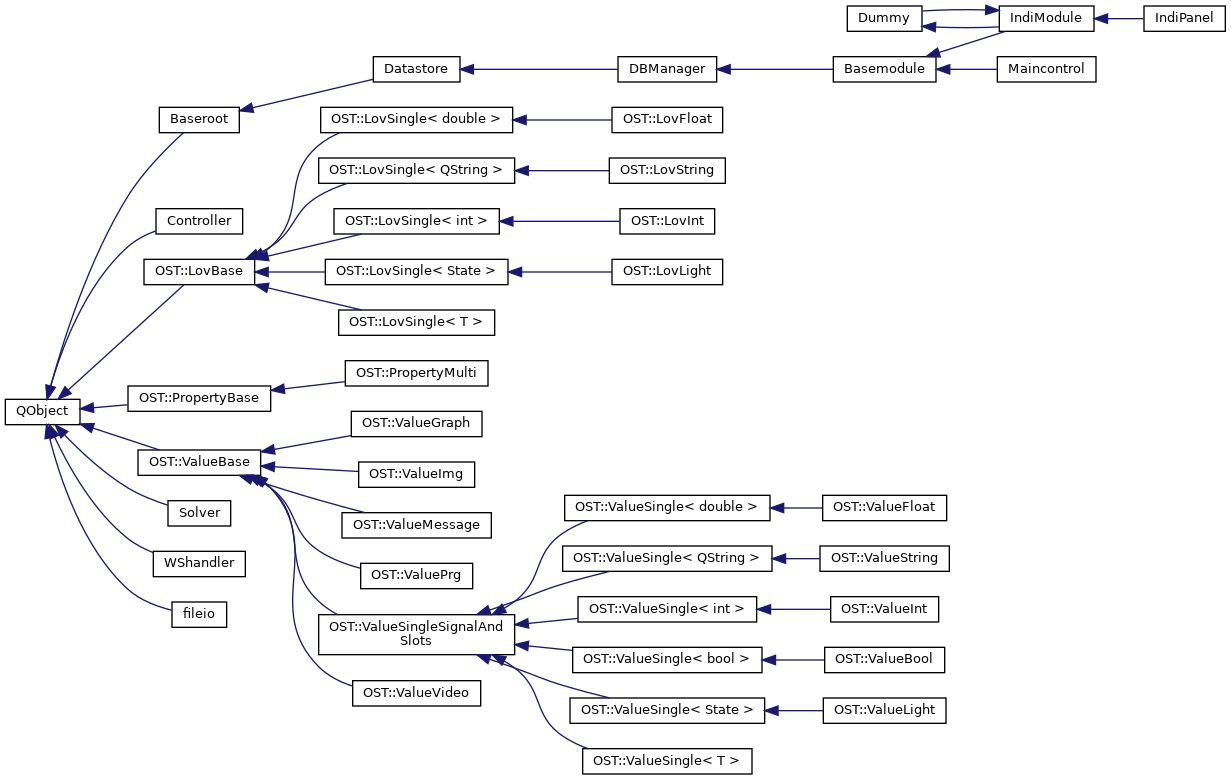 Dummy
IndiModule
IndiPanel
Datastore
DBManager
Basemodule
Maincontrol
Baseroot
OST::LovSingle< double >
OST::LovFloat
OST::LovSingle< QString >
OST::LovString
Controller
OST::LovSingle< int >
OST::LovInt
OST::LovBase
OST::LovSingle< State >
OST::LovLight
OST::LovSingle< T >
OST::PropertyMulti
OST::PropertyBase
QObject
OST::ValueGraph
OST::ValueBase
OST::ValueImg
OST::ValueSingle< double >
OST::ValueFloat
Solver
OST::ValueMessage
OST::ValueSingle< QString >
OST::ValueString
WShandler
OST::ValuePrg
OST::ValueSingle< int >
OST::ValueInt
fileio
OST::ValueSingleSignalAnd
Slots
OST::ValueSingle< bool >
OST::ValueBool
OST::ValueVideo
OST::ValueSingle< State >
OST::ValueLight
OST::ValueSingle< T >